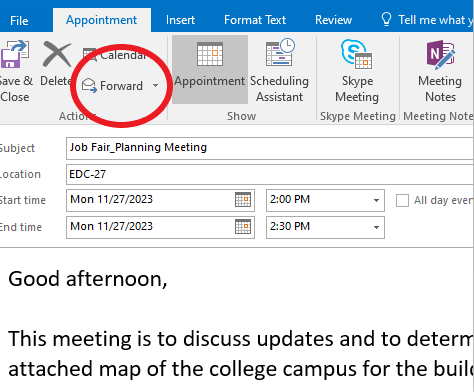 File Appointment Insert Format Text Review Tell me what y
Save & Close
Delete
Calendar
Forward
Appointment
Scheduling Assistant
Skype Meeting
Meeting Notes
Actions Show Skype Meeting Meeting Note
Subject Job Fair_Planning Meeting
Location EDC-27
Start time Mon 11/27/2023 2:00 PM All day even
End time Mon 11/27/2023 2:30 PM
Good afternoon,
This meeting is to discuss updates and to determ
attached map of the college campus for the buil